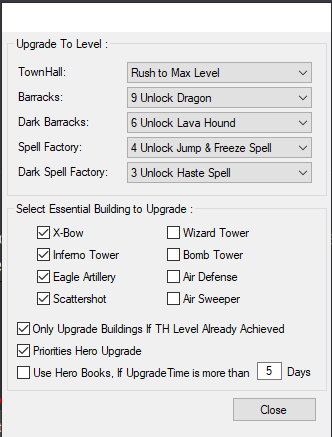 Upgrade To Level :
TownHall: Rush to Max Level
Barracks: 9 Unlock Dragon
Dark Barracks: 6 Unlock Lava Hound
Spell Factory: 4 Unlock Jump & Freeze Spell
Dark Spell Factory: 3 Unlock Haste Spell
Select Essential Building to Upgrade :
X-Bow Wizard Tower
Inferno Tower Bomb Tower
Eagle Artillery Air Defense
Scattershot Air Sweeper
Only Upgrade Buildings If TH Level Already Achieved
Priorities Hero Upgrade
Use Hero Books, If UpgradeTime is more than 5 Days
Close